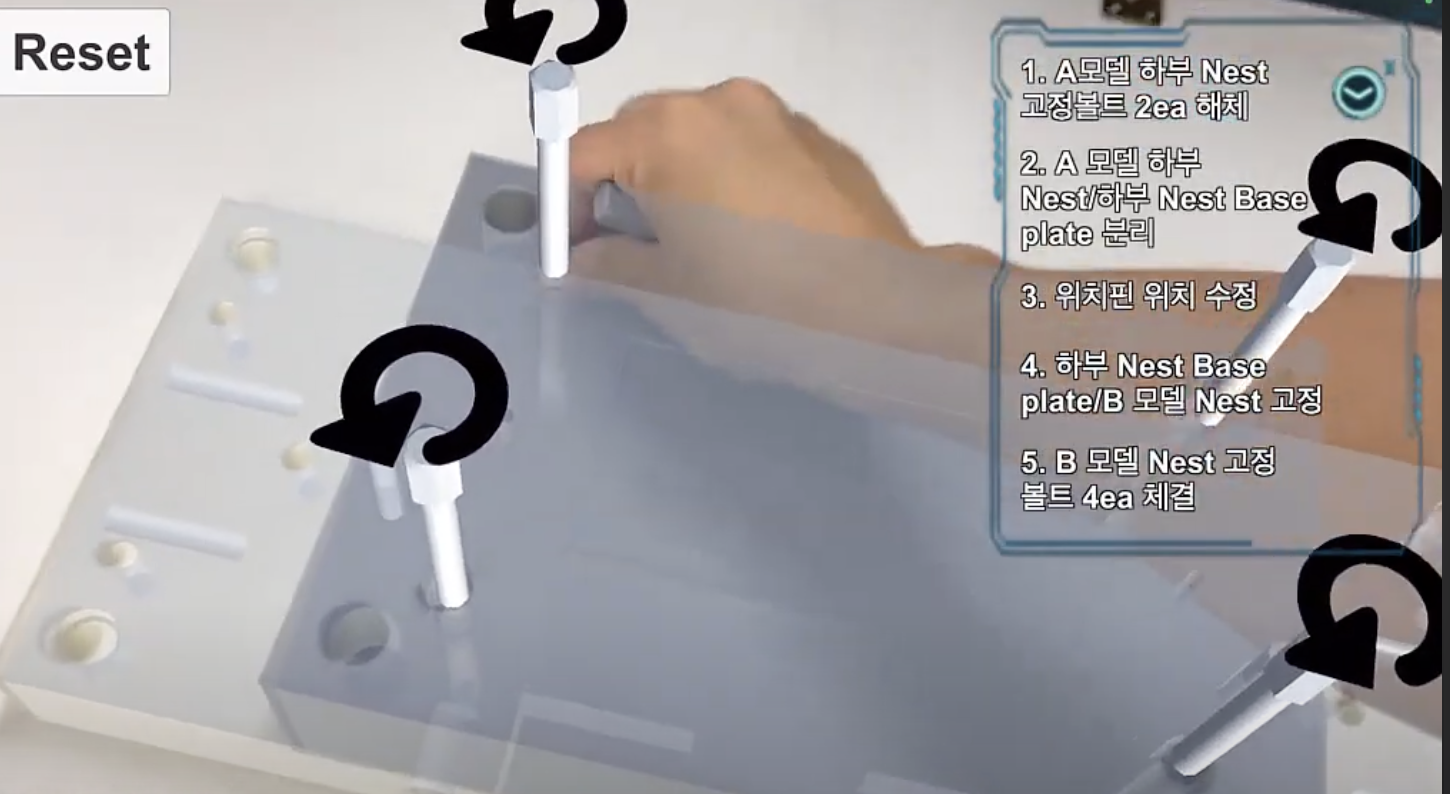 Reset
1. A모델 하부 Nest
고정볼트 2ea 해체
2. A 모델 하부
Nest/하부 Nest Base
plate 분리
3. 위치핀 위치 수정
4. 하부 Nest Base
plate/B 모델 Nest 고정
5. B 모델 Nest 고정
볼트 4ea 체결